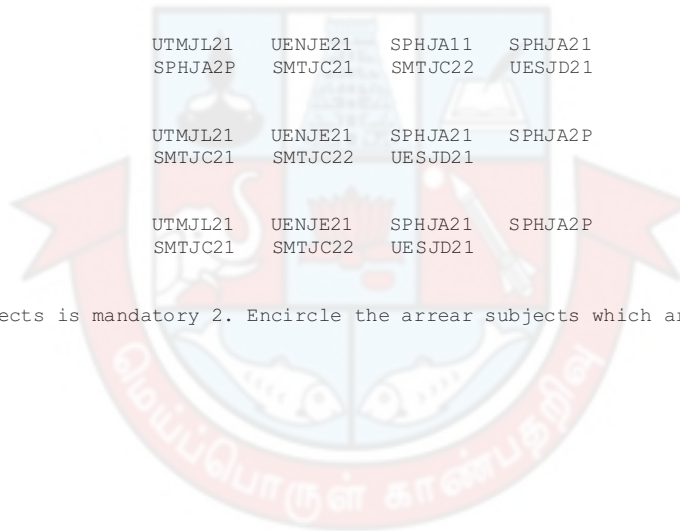 UTMJL21 UENJE21 SPHJA11 SPHJA21
SPHJA2P SMTJC21 SMTJC22 UESJD21
UTMJL21 UENJE21 SPHJA21 SPHJA2P
SMTJC21 SMTJC22 UESJD21
UTMJL21 UENJE21 SPHJA21 SPHJA2P
SMTJC21 SMTJC22 UESJD21
ects is mandatory 2. Encircle the arrear subjects which ar
மெய்ப்பொருள் காண்பதறிவு